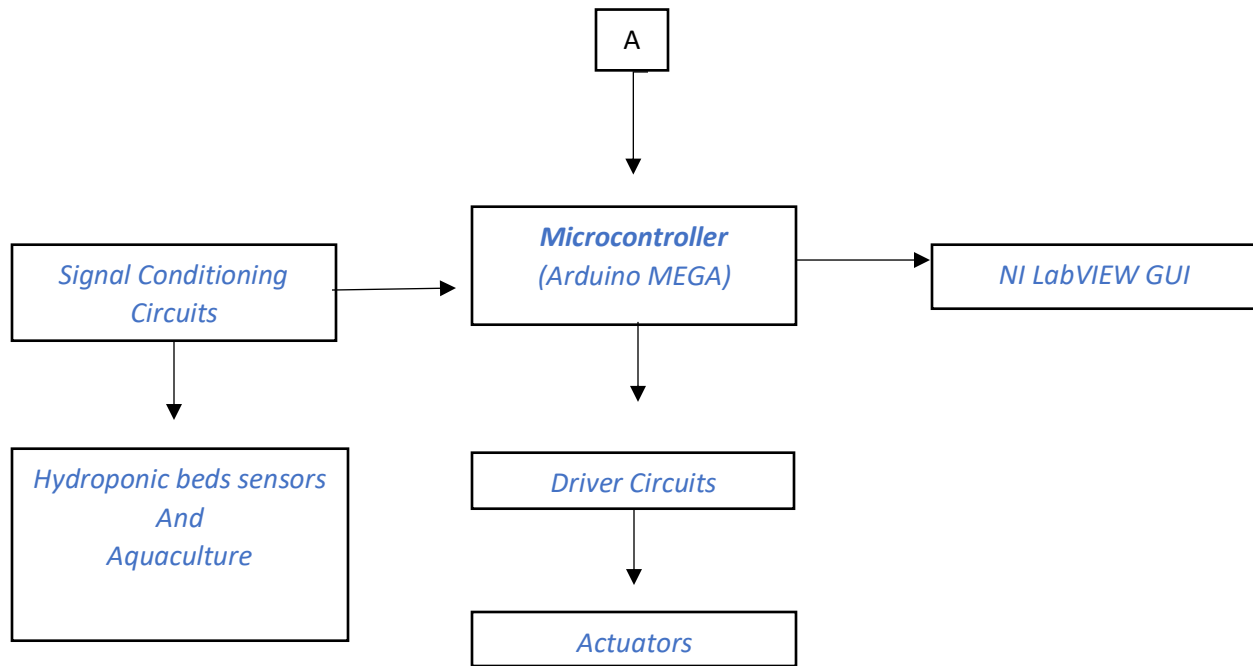 A
Microcontroller
(Arduino MEGA)
Signal Conditioning
Circuits
NI LabVIEW GUI
Hydroponic beds sensors
And
Aquaculture
Driver Circuits
Actuators